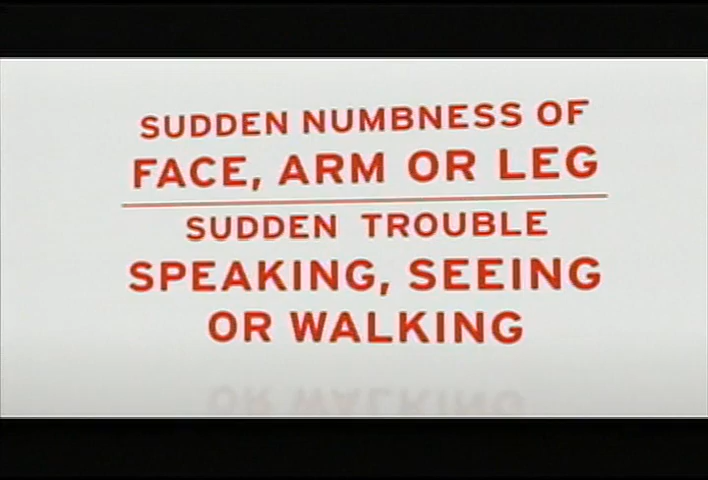 SUDDEN NUMBNESS OF
FACE, ARM OR LEG
SUDDEN TROUBLE
SPEAKING, SEEING
OR WALKING